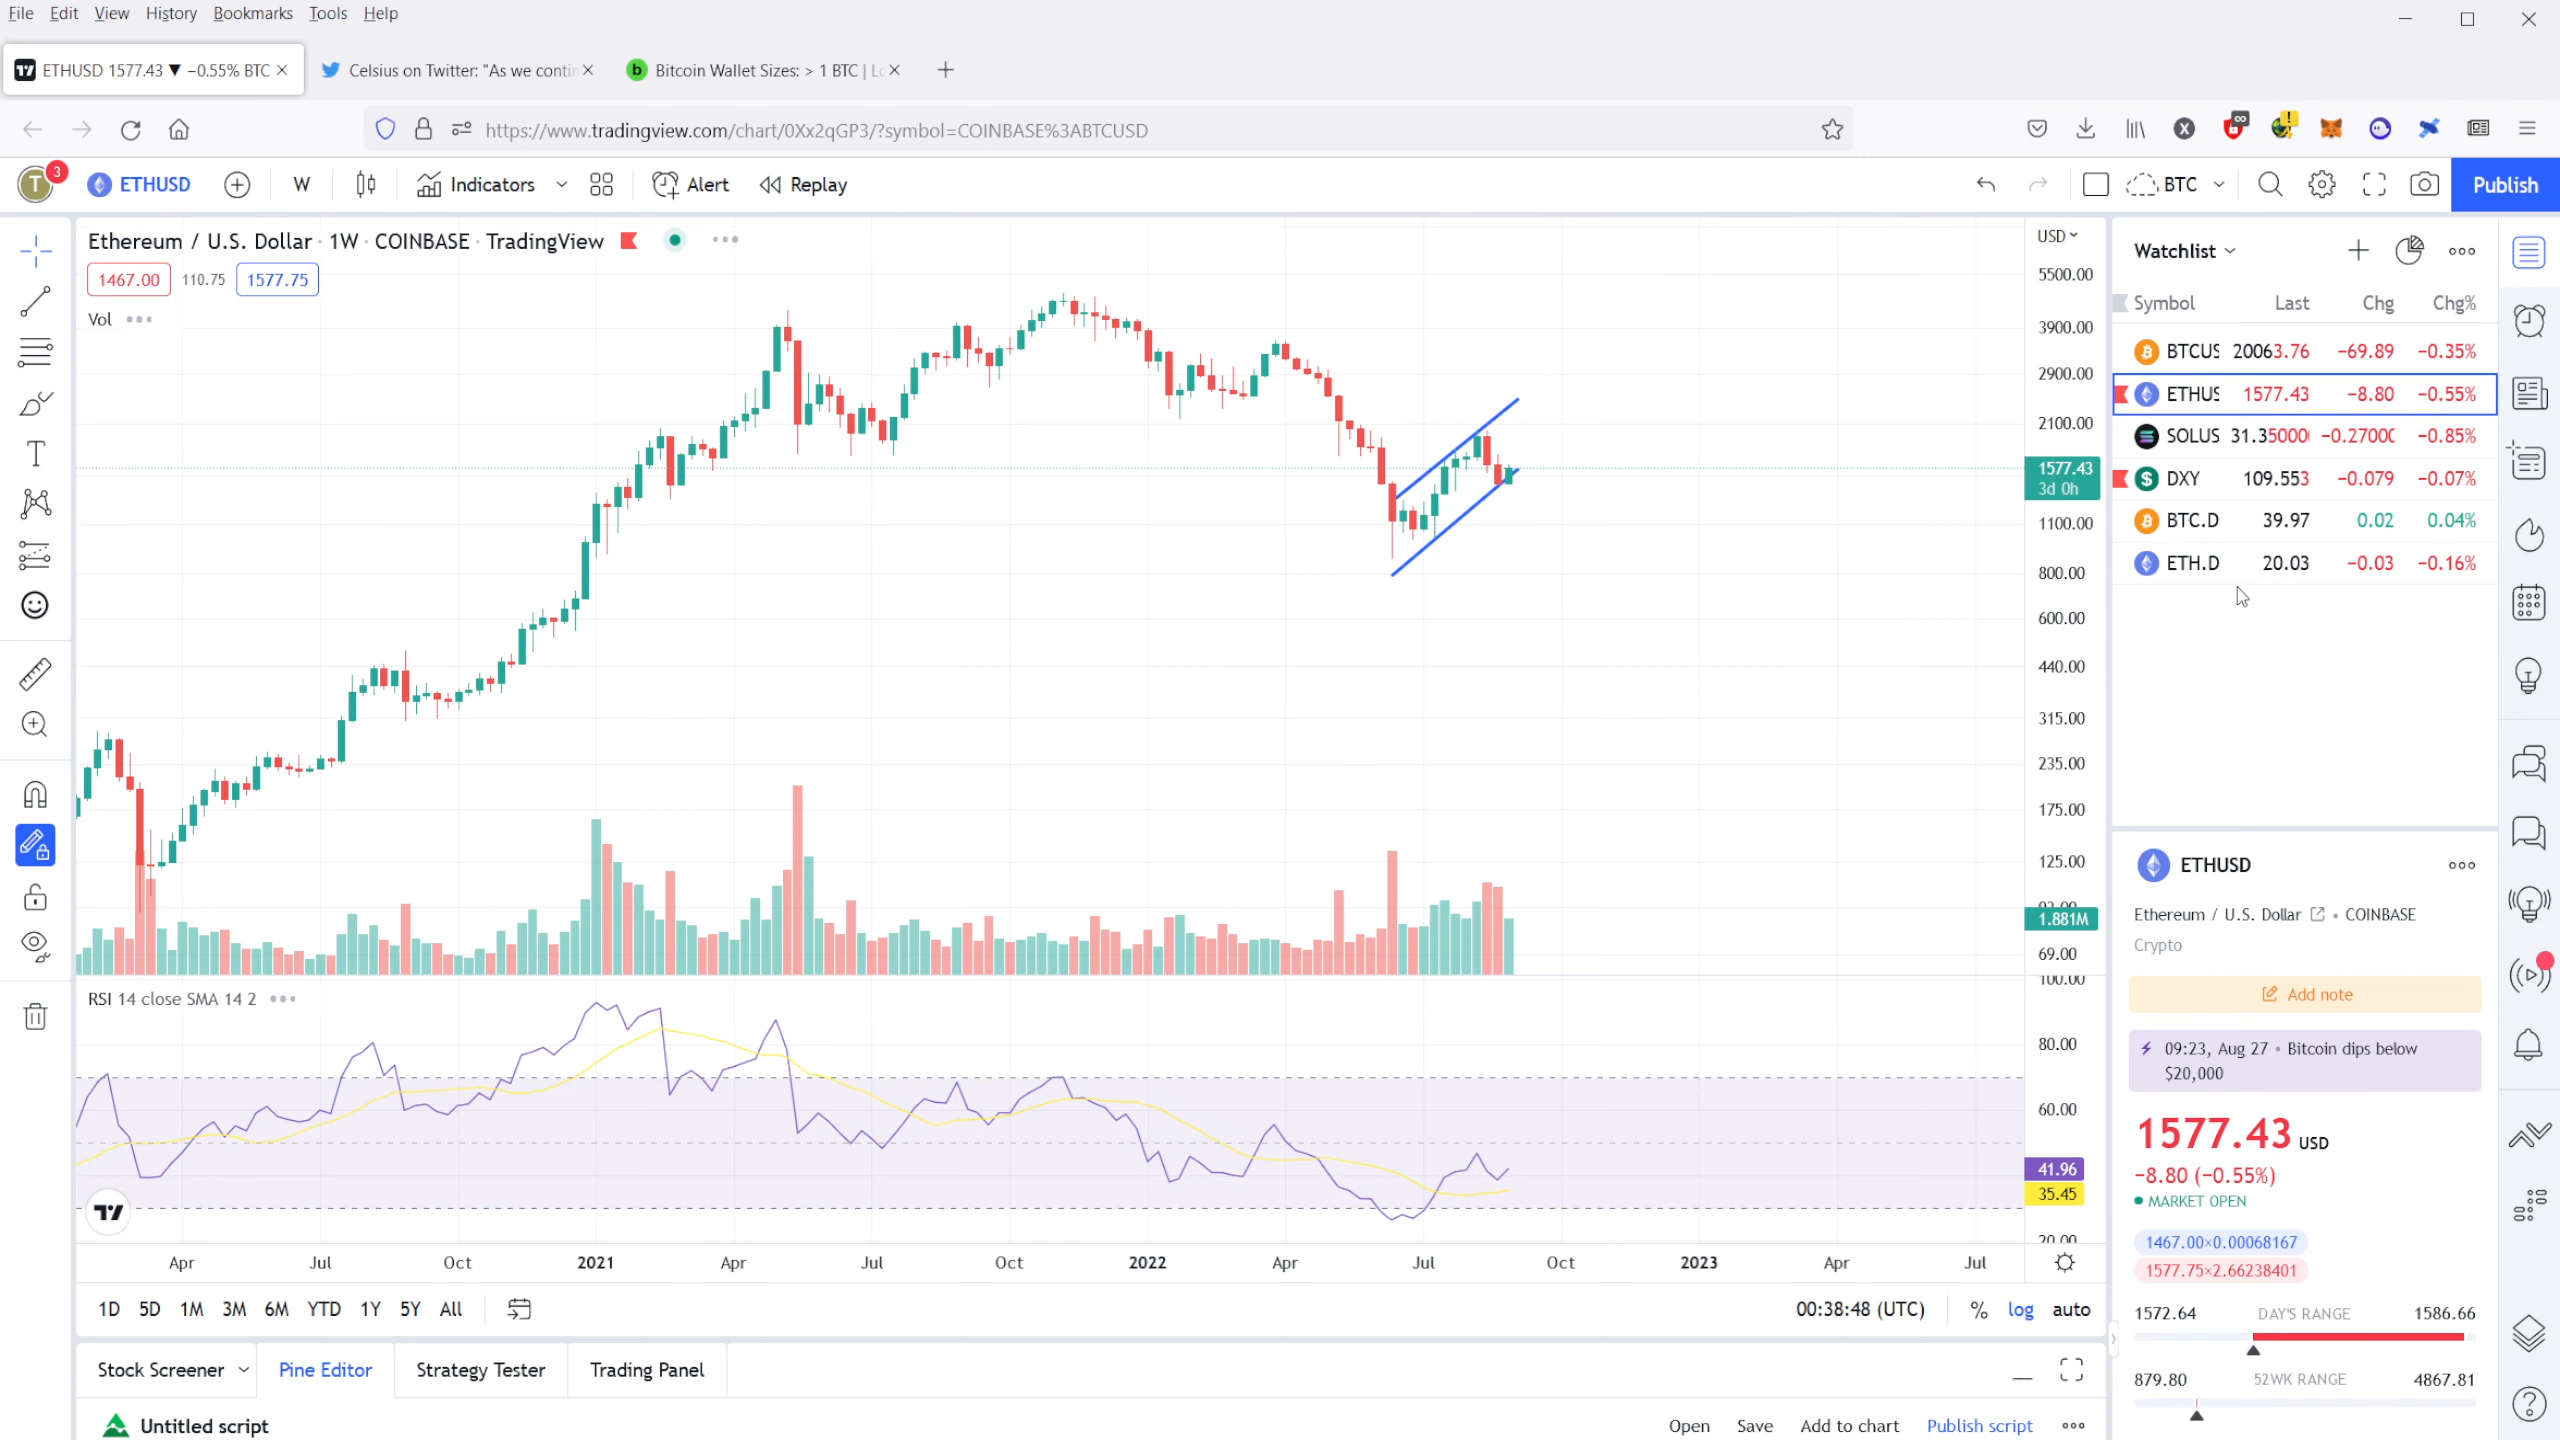 File Edit View History Bookmarks Tools Help
ETHUSD 1577.43 ▼ −0.55% BTC
Celsius on Twitter: "As we contin
Bitcoin Wallet Sizes: > 1 BTC | Lo
https://www.tradingview.com/chart/0Xx2qGP3/?symbol=COINBASE%3ABTCUSD
T 3 ETHUSD W Indicators Alert Replay BTC Publish
Ethereum / U.S. Dollar · 1W · COINBASE · TradingView
1467.00 110.75 1577.75
Vol
USD
5500.00
3900.00
2900.00
2100.00
1577.43
3d 0h
1100.00
800.00
600.00
440.00
315.00
235.00
175.00
125.00
1.881M
69.00
RSI 14 close SMA 14 2
100.00
80.00
60.00
41.96
35.45
20.00
Apr Jul Oct 2021 Apr Jul Oct 2022 Apr Jul Oct 2023 Apr Jul
1D 5D 1M 3M 6M YTD 1Y 5Y All 00:38:48 (UTC) % log auto
Stock Screener Pine Editor Strategy Tester Trading Panel
Untitled script Open Save Add to chart Publish script
Watchlist
Symbol Last Chg Chg%
BTCUS 20063.76 −69.89 −0.35%
ETHUS 1577.43 −8.80 −0.55%
SOLUS 31.35000 −0.27000 −0.85%
DXY 109.553 −0.079 −0.07%
BTC.D 39.97 0.02 0.04%
ETH.D 20.03 −0.03 −0.16%
ETHUSD
Ethereum / U.S. Dollar • COINBASE
Crypto
Add note
09:23, Aug 27 • Bitcoin dips below
$20,000
1577.43 USD
−8.80 (−0.55%)
MARKET OPEN
1467.00×0.00068167
1577.75×2.66238401
1572.64 DAY'S RANGE 1586.66
879.80 52WK RANGE 4867.81